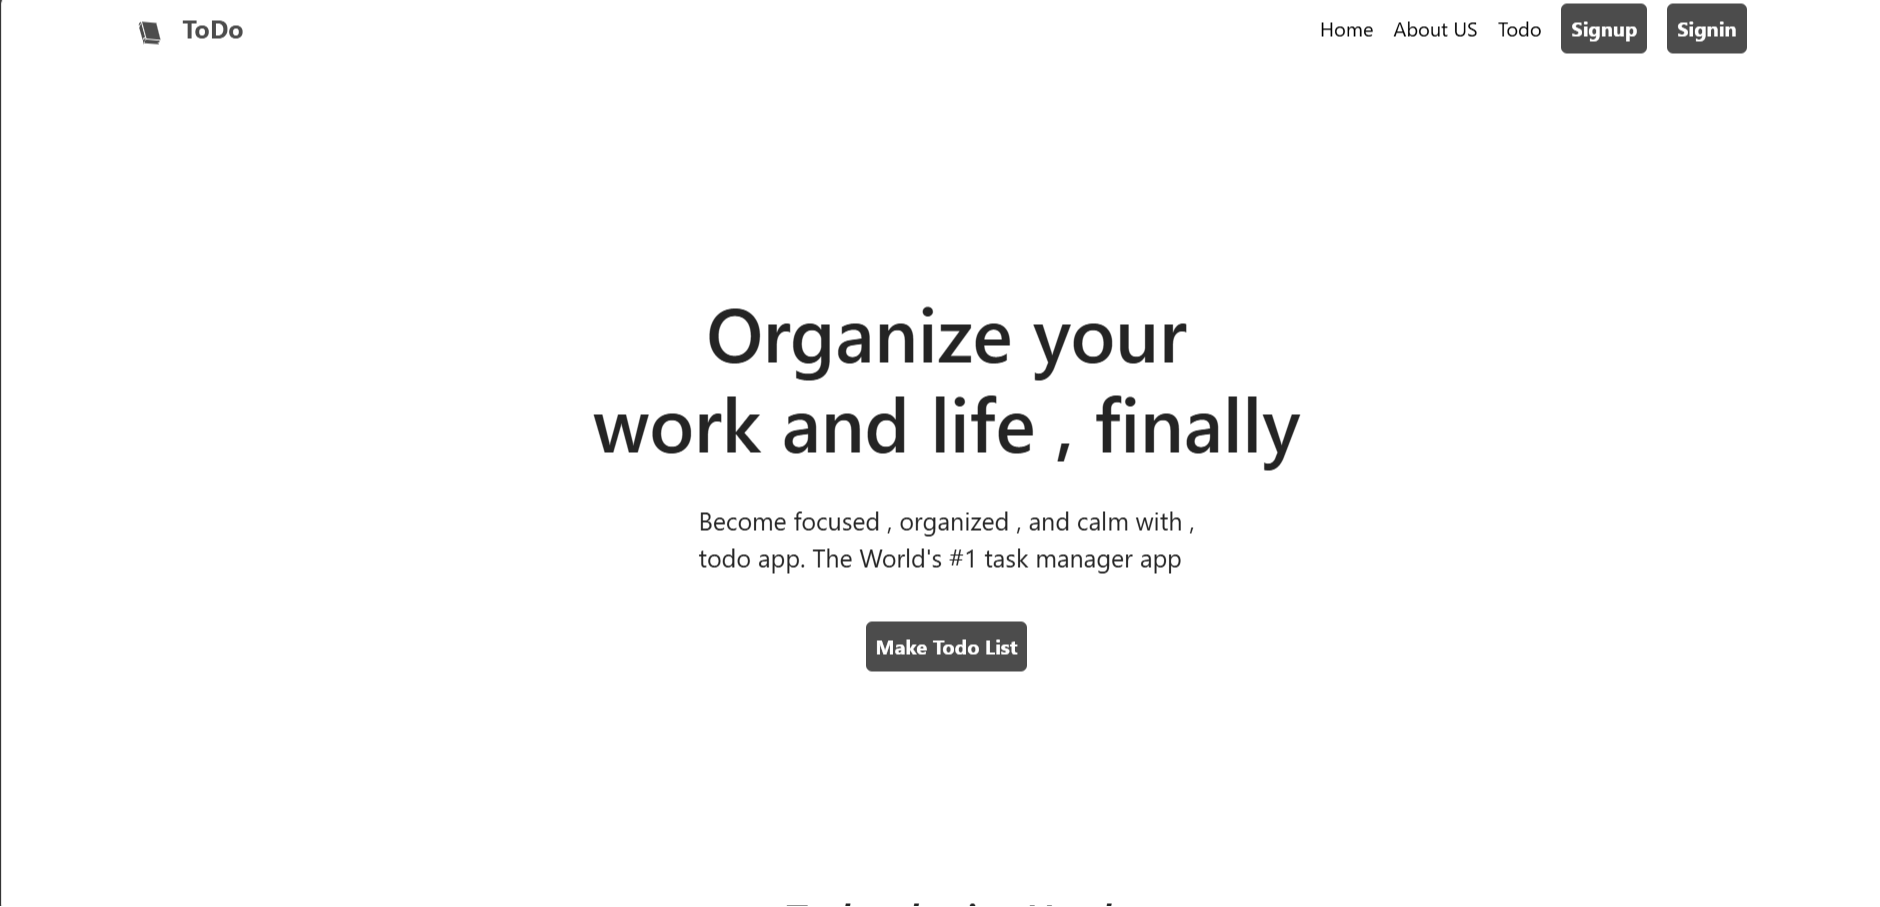 ToDo
Home About US Todo Signup Signin
Organize your
work and life , finally
Become focused , organized , and calm with ,
todo app. The World's #1 task manager app
Make Todo List